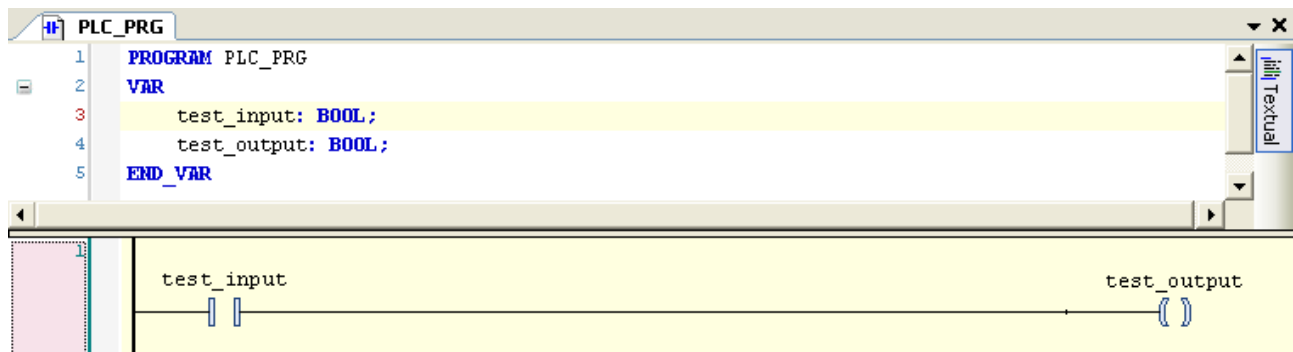 PLC_PRG
1 PROGRAM PLC_PRG
2 VAR
3 test_input: BOOL;
4 test_output: BOOL;
5 END_VAR
Textual
1
test_input test_output